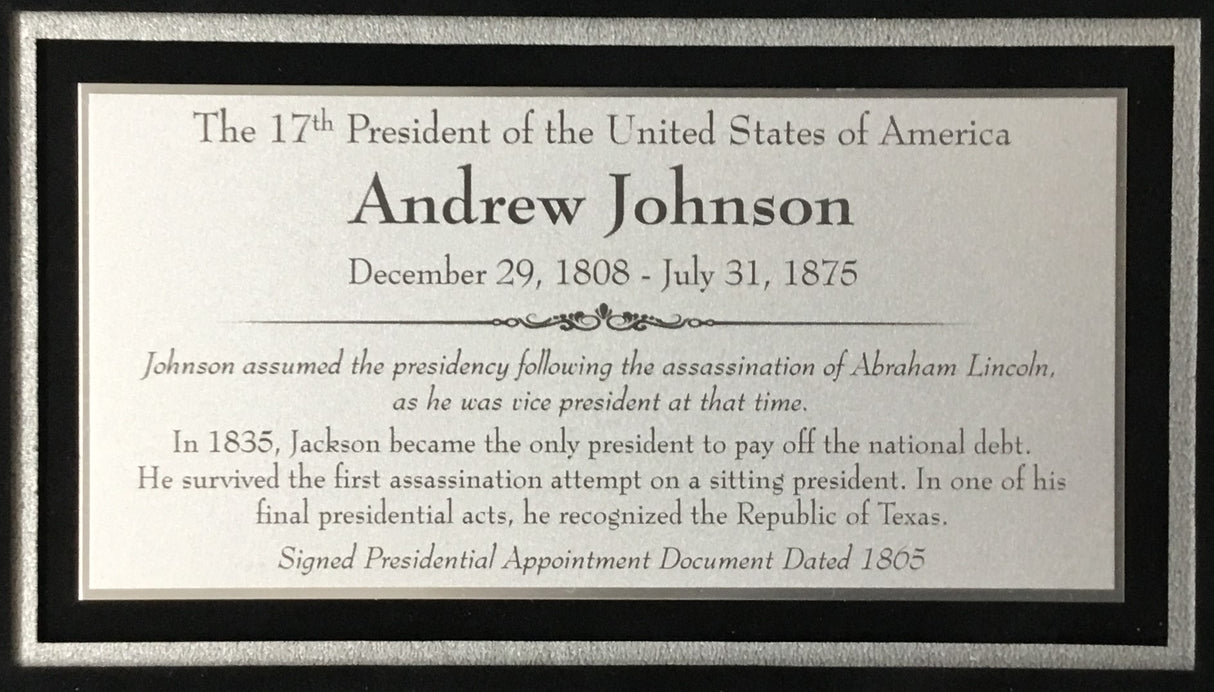 The 17th President of the United States of America
Andrew Johnson
December 29, 1808 - July 31, 1875
Johnson assumed the presidency following the assassination of Abraham Lincoln,
as he was vice president at that time.
In 1835, Jackson became the only president to pay off the national debt.
He survived the first assassination attempt on a sitting president. In one of his
final presidential acts, he recognized the Republic of Texas.
Signed Presidential Appointment Document Dated 1865